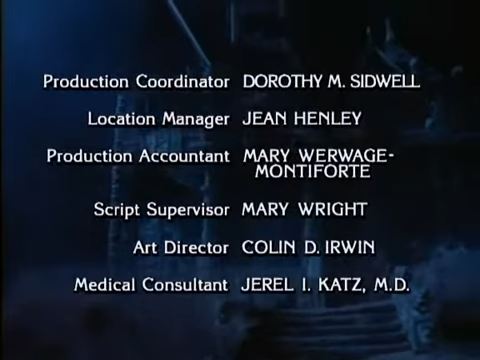 Production Coordinator DOROTHY M. SIDWELL
Location Manager JEAN HENLEY
Production Accountant MARY WERWAGE-
MONTIFORTE
Script Supervisor MARY WRIGHT
Art Director COLIN D. IRWIN
Medical Consultant JEREL I. KATZ, M.D.